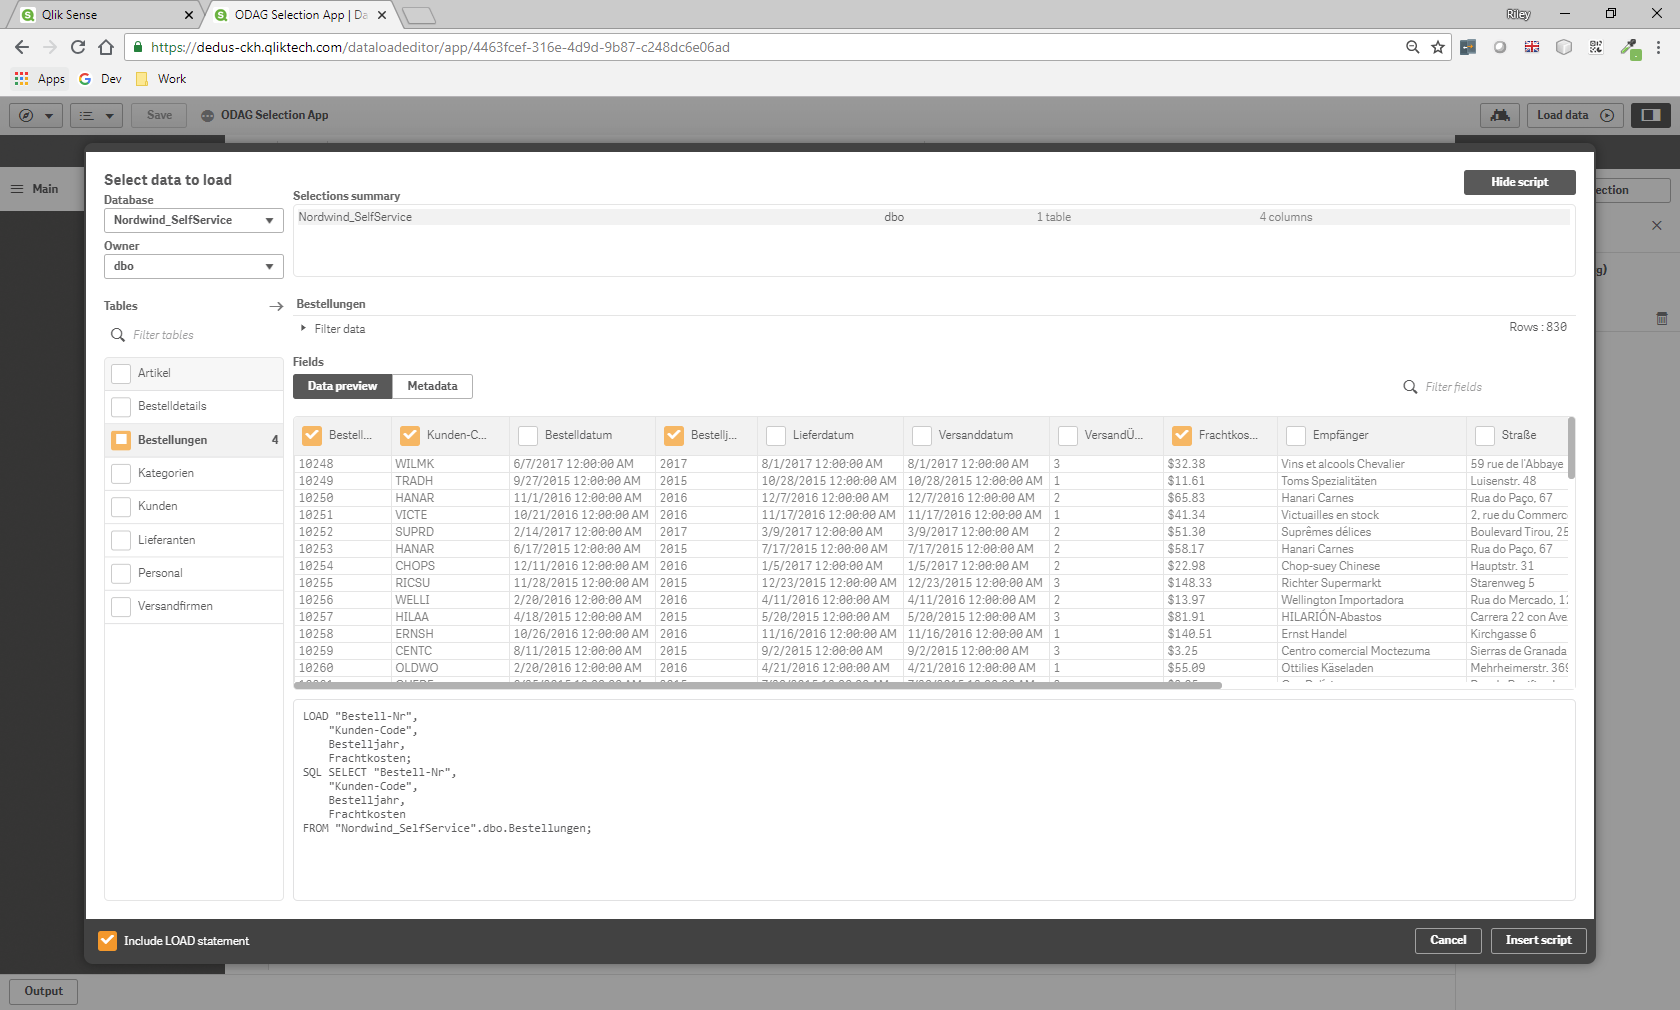 Qlik Sense
ODAG Selection App | Da
Riley
https://dedus-ckh.qliktech.com/dataloadeditor/app/4463fcef-316e-4d9d-9b87-c248dc6e06ad
Apps Dev Work
Save ODAG Selection App Load data
Main
Select data to load
Hide script
Database
Nordwind_SelfService
Owner
dbo
Selections summary
Nordwind_SelfService dbo 1 table 4 columns
Tables
Filter tables
Artikel
Bestelldetails
Bestellungen 4
Kategorien
Kunden
Lieferanten
Personal
Versandfirmen
Bestellungen
Filter data
Rows : 830
Fields
Data preview Metadata
Filter fields
Bestell... Kunden-C... Bestelldatum Bestellj... Lieferdatum Versanddatum VersandÜ... Frachtkos... Empfänger Straße
10248 WILMK 6/7/2017 12:00:00 AM 2017 8/1/2017 12:00:00 AM 8/1/2017 12:00:00 AM 3 $32.38 Vins et alcools Chevalier 59 rue de l'Abbaye
10249 TRADH 9/27/2015 12:00:00 AM 2015 10/28/2015 12:00:00 AM 10/28/2015 12:00:00 AM 1 $11.61 Toms Spezialitäten Luisenstr. 48
10250 HANAR 11/1/2016 12:00:00 AM 2016 12/7/2016 12:00:00 AM 12/7/2016 12:00:00 AM 2 $65.83 Hanari Carnes Rua do Paço, 67
10251 VICTE 10/21/2016 12:00:00 AM 2016 11/17/2016 12:00:00 AM 11/17/2016 12:00:00 AM 1 $41.34 Victuailles en stock 2, rue du Commerc
10252 SUPRD 2/14/2017 12:00:00 AM 2017 3/9/2017 12:00:00 AM 3/9/2017 12:00:00 AM 2 $51.30 Suprêmes délices Boulevard Tirou, 25
10253 HANAR 6/17/2015 12:00:00 AM 2015 7/17/2015 12:00:00 AM 7/17/2015 12:00:00 AM 2 $58.17 Hanari Carnes Rua do Paço, 67
10254 CHOPS 12/11/2016 12:00:00 AM 2016 1/5/2017 12:00:00 AM 1/5/2017 12:00:00 AM 2 $22.98 Chop-suey Chinese Hauptstr. 31
10255 RICSU 11/28/2015 12:00:00 AM 2015 12/23/2015 12:00:00 AM 12/23/2015 12:00:00 AM 3 $148.33 Richter Supermarkt Starenweg 5
10256 WELLI 2/20/2016 12:00:00 AM 2016 4/11/2016 12:00:00 AM 4/11/2016 12:00:00 AM 2 $13.97 Wellington Importadora Rua do Mercado, 12
10257 HILAA 4/18/2015 12:00:00 AM 2015 5/20/2015 12:00:00 AM 5/20/2015 12:00:00 AM 3 $81.91 HILARIÓN-Abastos Carrera 22 con Ave.
10258 ERNSH 10/26/2016 12:00:00 AM 2016 11/16/2016 12:00:00 AM 11/16/2016 12:00:00 AM 1 $140.51 Ernst Handel Kirchgasse 6
10259 CENTC 8/11/2015 12:00:00 AM 2015 9/2/2015 12:00:00 AM 9/2/2015 12:00:00 AM 3 $3.25 Centro comercial Moctezuma Sierras de Granada
10260 OLDWO 2/20/2016 12:00:00 AM 2016 4/21/2016 12:00:00 AM 4/21/2016 12:00:00 AM 1 $55.09 Ottilies Käseladen Mehrheimerstr. 369
LOAD "Bestell-Nr",
"Kunden-Code",
Bestelljahr,
Frachtkosten;
SQL SELECT "Bestell-Nr",
"Kunden-Code",
Bestelljahr,
Frachtkosten
FROM "Nordwind_SelfService".dbo.Bestellungen;
Include LOAD statement
Cancel Insert script
ection
g)
Output